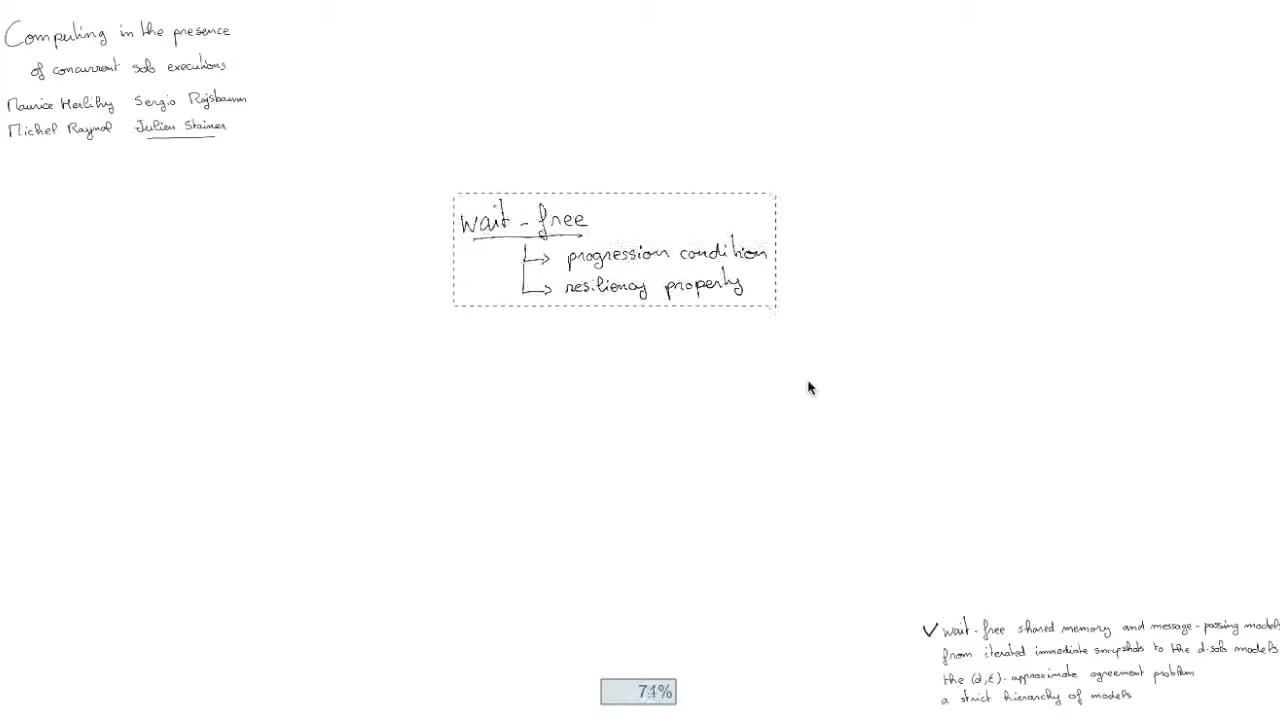 Computing in the presence
of concurrent solo executions
Maurice Herlihy Sergio Rajsbaum
Michel Raynal Julien Stainer
wait-free
progression condition
resiliency property
✓ wait-free shared memory and message-passing models
from iterated immediate snapshots to the d-solo models
the (d,ε)-approximate agreement problem
a strict hierarchy of models
74%